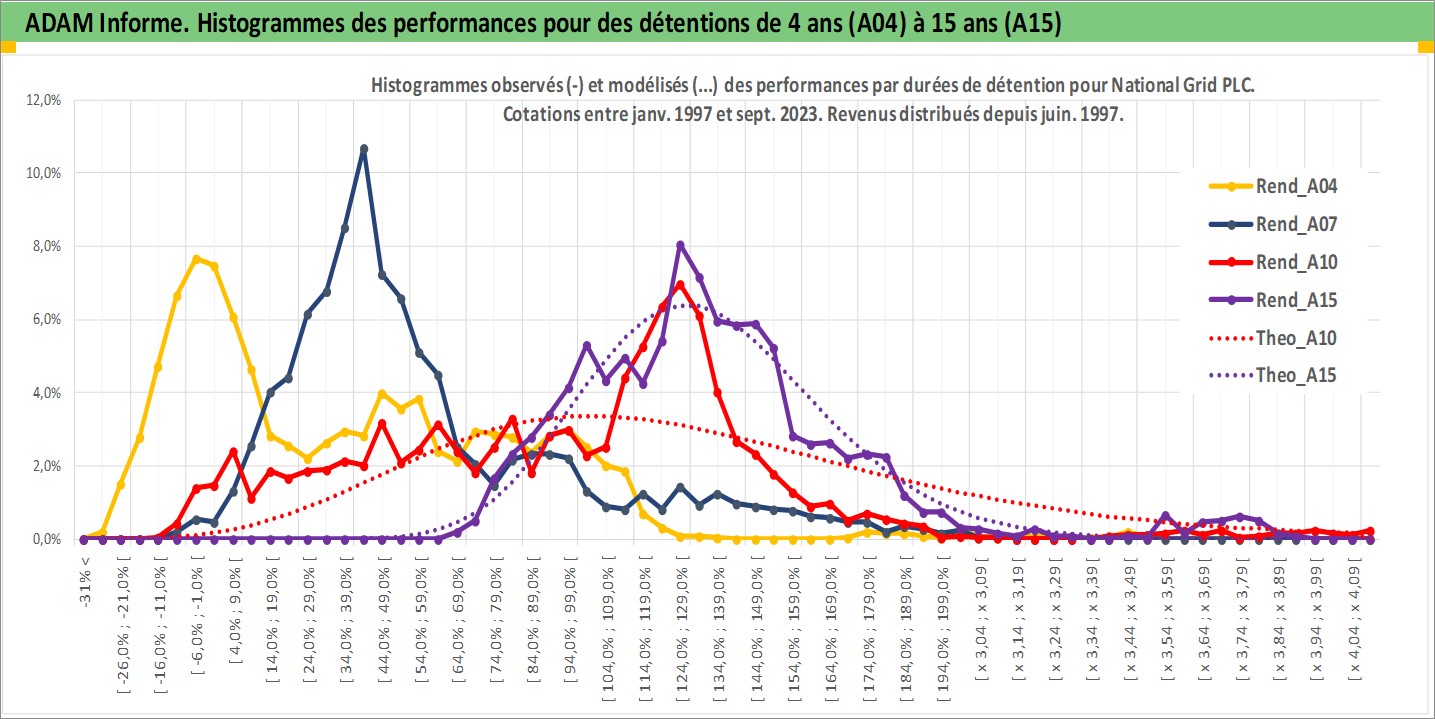 ADAM Informe. Histogrammes des performances pour des détentions de 4 ans (A04) à 15 ans (A15)
Histogrammes observés (-) et modélisés (...) des performances par durées de détention pour National Grid PLC.
Cotations entre janv. 1997 et sept. 2023. Revenus distribués depuis juin. 1997.
12,0%
10,0%
8,0%
6,0%
4,0%
2,0%
0,0%
Rend_A04
Rend_A07
Rend_A10
Rend_A15
Theo_A10
Theo_A15
-31% <
[ -26,0% ; -21,0% [
[ -16,0% ; -11,0% [
[ -6,0% ; -1,0% [
[ 4,0% ; 9,0% [
[ 14,0% ; 19,0% [
[ 24,0% ; 29,0% [
[ 34,0% ; 39,0% [
[ 44,0% ; 49,0% [
[ 54,0% ; 59,0% [
[ 64,0% ; 69,0% [
[ 74,0% ; 79,0% [
[ 84,0% ; 89,0% [
[ 94,0% ; 99,0% [
[ 104,0% ; 109,0% [
[ 114,0% ; 119,0% [
[ 124,0% ; 129,0% [
[ 134,0% ; 139,0% [
[ 144,0% ; 149,0% [
[ 154,0% ; 159,0% [
[ 164,0% ; 169,0% [
[ 174,0% ; 179,0% [
[ 184,0% ; 189,0% [
[ 194,0% ; 199,0% [
[ x 3,04 ; x 3,09 [
[ x 3,14 ; x 3,19 [
[ x 3,24 ; x 3,29 [
[ x 3,34 ; x 3,39 [
[ x 3,44 ; x 3,49 [
[ x 3,54 ; x 3,59 [
[ x 3,64 ; x 3,69 [
[ x 3,74 ; x 3,79 [
[ x 3,84 ; x 3,89 [
[ x 3,94 ; x 3,99 [
[ x 4,04 ; x 4,09 [